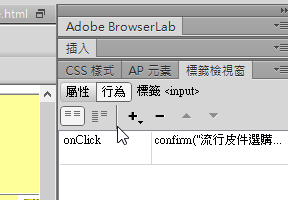 e.html
Adobe BrowserLab
插入
CSS 樣式 AP 元素 標籤檢視窗
屬性 行為 標籤 <input>
onClick confirm("流行皮件選購...